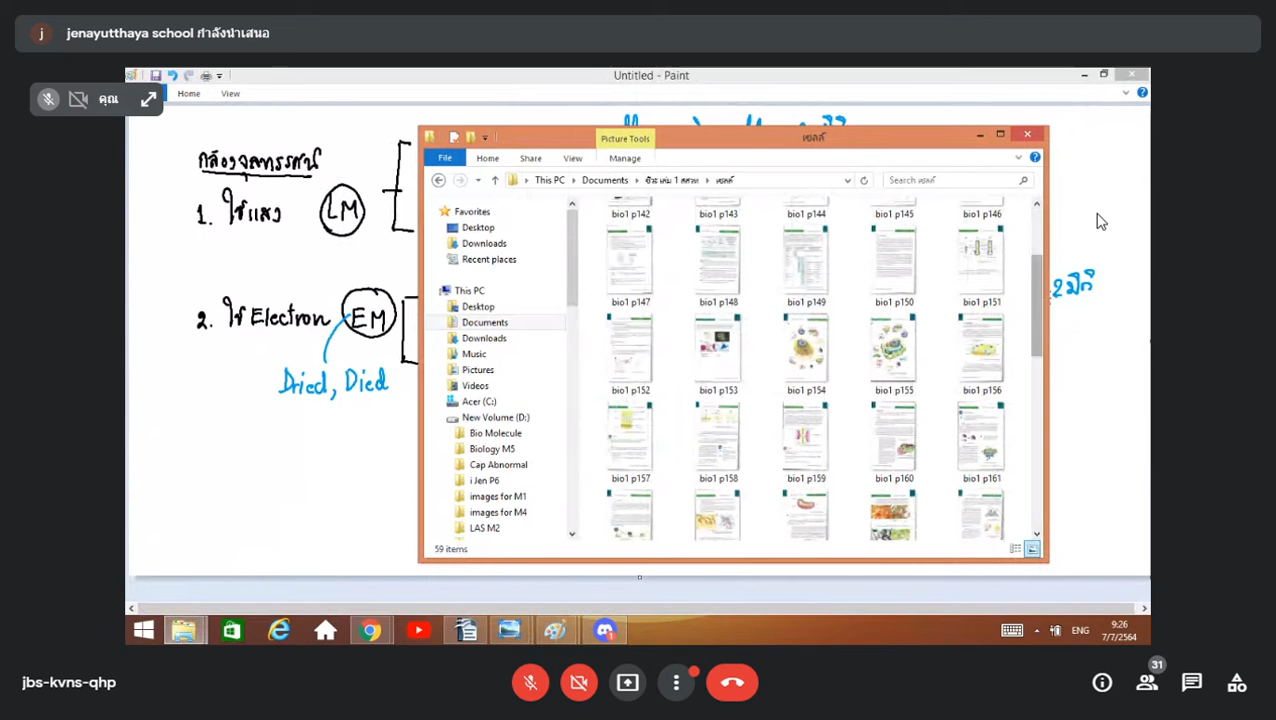 jenayutthaya school กำลังนำเสนอ
Untitled - Paint
คุณ
Home
View
กล้องจุลทรรศน์
1. ใช้แสง
LM
2. ใช้ Electron
EM
Dried, Died
Picture Tools
เซลล์
File
Home
Share
View
Manage
This PC
Documents
เซลล์
Search เซลล์
Favorites
Desktop
Downloads
Recent places
This PC
Desktop
Documents
Downloads
Music
Pictures
Videos
Acer (C:)
New Volume (D:)
Bio Molecule
Biology M5
Cap Abnormal
i Jen P6
images for M1
images for M4
LAS M2
bio1 p142
bio1 p143
bio1 p144
bio1 p145
bio1 p146
bio1 p147
bio1 p148
bio1 p149
bio1 p150
bio1 p151
bio1 p152
bio1 p153
bio1 p154
bio1 p155
bio1 p156
bio1 p157
bio1 p158
bio1 p159
bio1 p160
bio1 p161
59 items
2 มิติ
ENG
9:26
7/7/2564
jbs-kvns-qhp
31